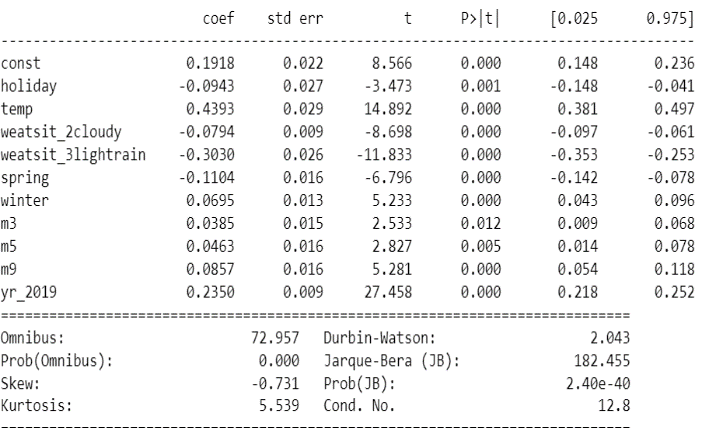 coef std err t P>|t| [0.025 0.975]
const 0.1918 0.022 8.566 0.000 0.148 0.236
holiday -0.0943 0.027 -3.473 0.001 -0.148 -0.041
temp 0.4393 0.029 14.892 0.000 0.381 0.497
weatsit_2cloudy -0.0794 0.009 -8.698 0.000 -0.097 -0.061
weatsit_3lightrain -0.3030 0.026 -11.833 0.000 -0.353 -0.253
spring -0.1104 0.016 -6.796 0.000 -0.142 -0.078
winter 0.0695 0.013 5.233 0.000 0.043 0.096
m3 0.0385 0.015 2.533 0.012 0.009 0.068
m5 0.0463 0.016 2.827 0.005 0.014 0.078
m9 0.0857 0.016 5.281 0.000 0.054 0.118
yr_2019 0.2350 0.009 27.458 0.000 0.218 0.252
Omnibus: 72.957 Durbin-Watson: 2.043
Prob(Omnibus): 0.000 Jarque-Bera (JB): 182.455
Skew: -0.731 Prob(JB): 2.40e-40
Kurtosis: 5.539 Cond. No. 12.8